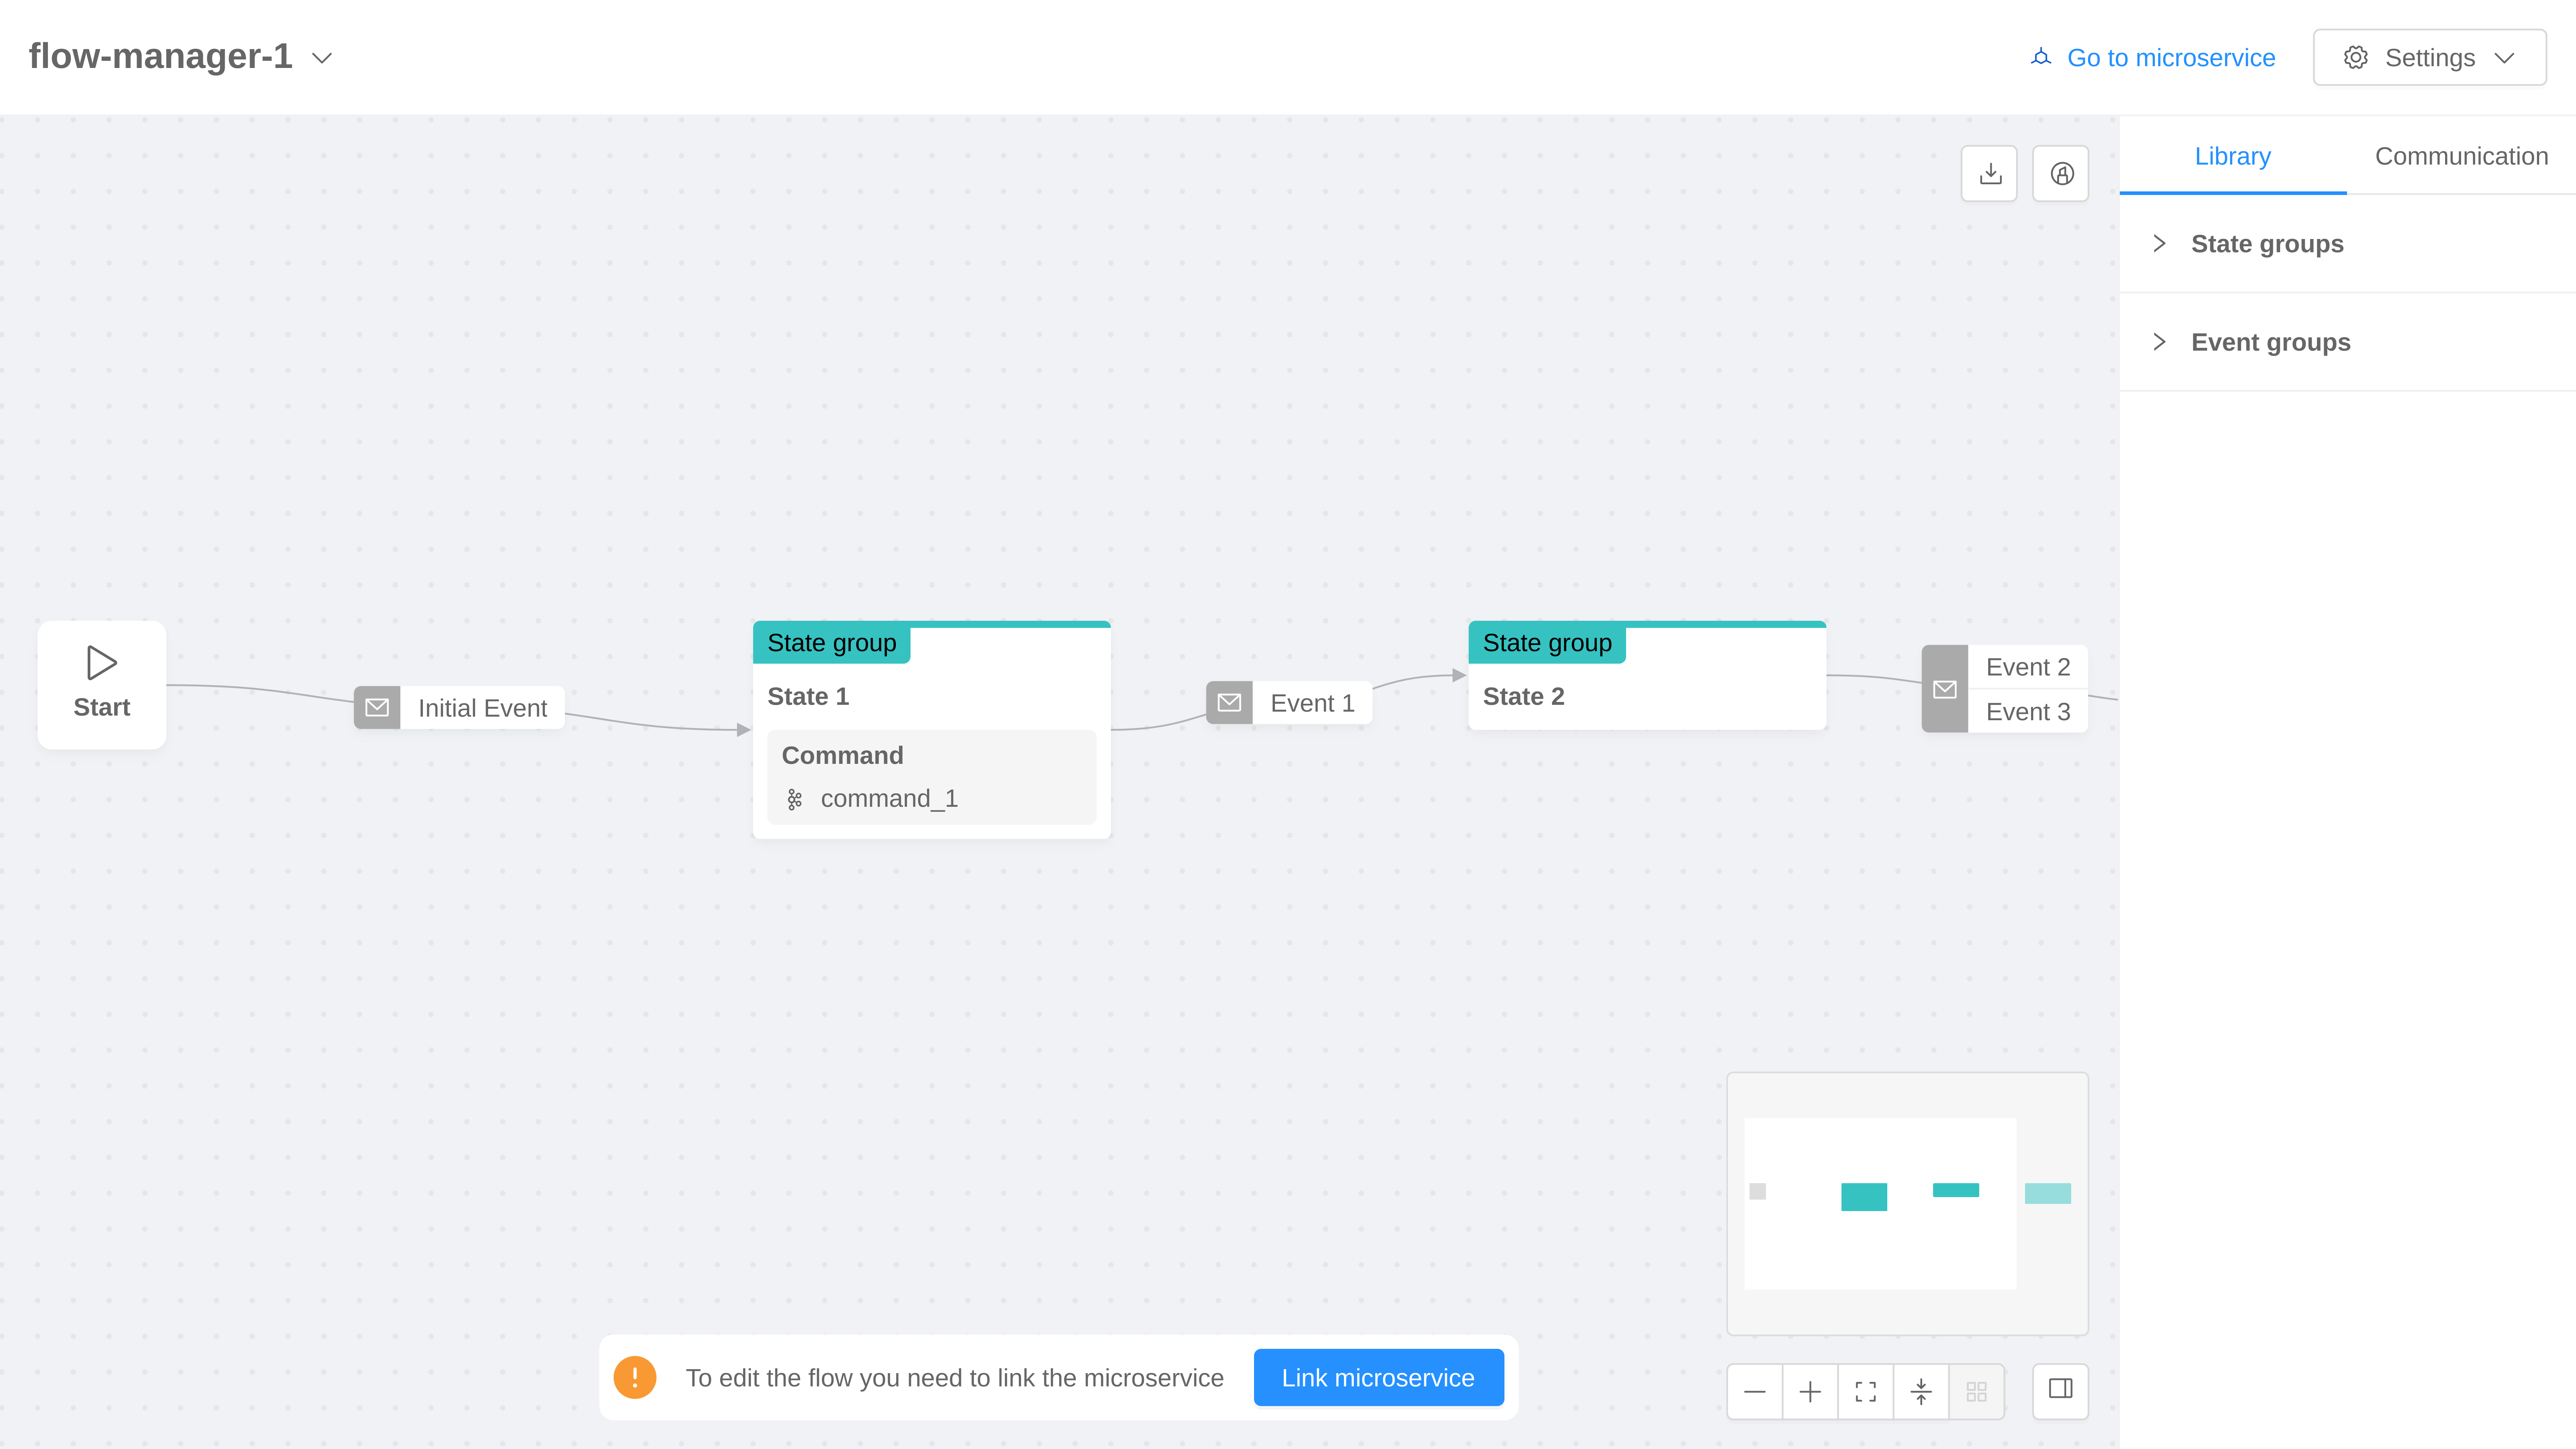 flow-manager-1
Go to microservice
Settings
Library
Communication
State groups
Event groups
Start
Initial Event
State group
State 1
Command
command_1
Event 1
State group
State 2
Event 2
Event 3
To edit the flow you need to link the microservice
Link microservice